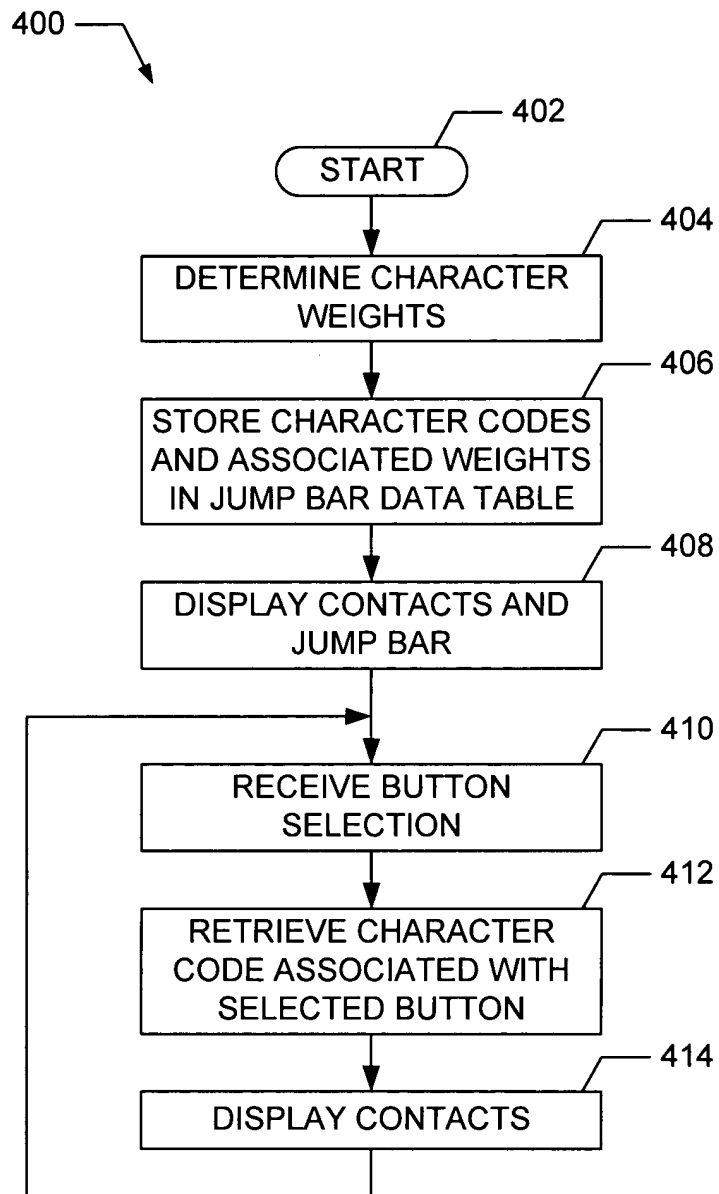 400
402
START
404
DETERMINE CHARACTER
WEIGHTS
406
STORE CHARACTER CODES
AND ASSOCIATED WEIGHTS
IN JUMP BAR DATA TABLE
408
DISPLAY CONTACTS AND
JUMP BAR
410
RECEIVE BUTTON
SELECTION
412
RETRIEVE CHARACTER
CODE ASSOCIATED WITH
SELECTED BUTTON
414
DISPLAY CONTACTS